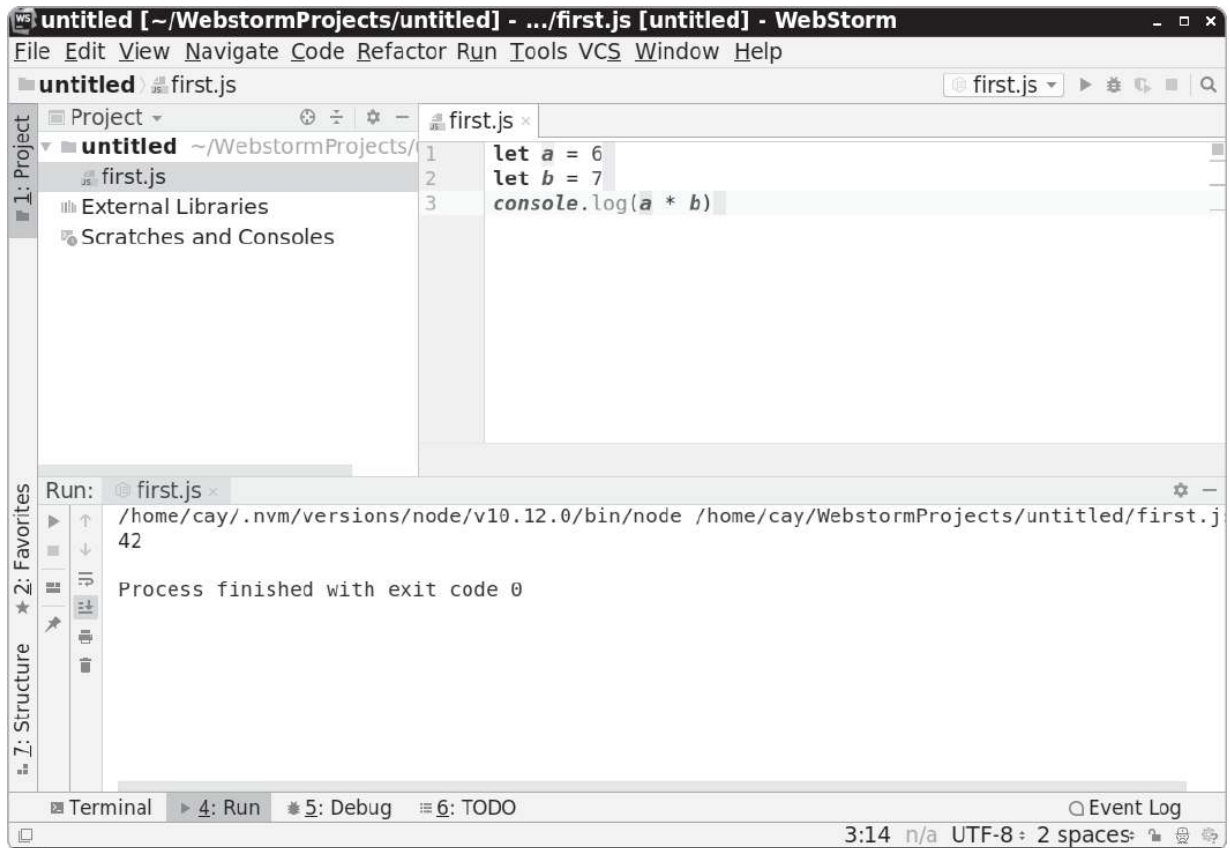 WS untitled [~/WebstormProjects/untitled] - .../first.js [untitled] - WebStorm
File Edit View Navigate Code Refactor Run Tools VCS Window Help
untitled first.js
first.js
1: Project
Project
first.js
untitled ~/WebstormProjects/
first.js
External Libraries
Scratches and Consoles
1 let a = 6
2 let b = 7
3 console.log(a * b)
2: Favorites
7: Structure
Run: first.js
/home/cay/.nvm/versions/node/v10.12.0/bin/node /home/cay/WebstormProjects/untitled/first.j
42
Process finished with exit code 0
Terminal 4: Run 5: Debug 6: TODO Event Log
3:14 n/a UTF-8 2 spaces